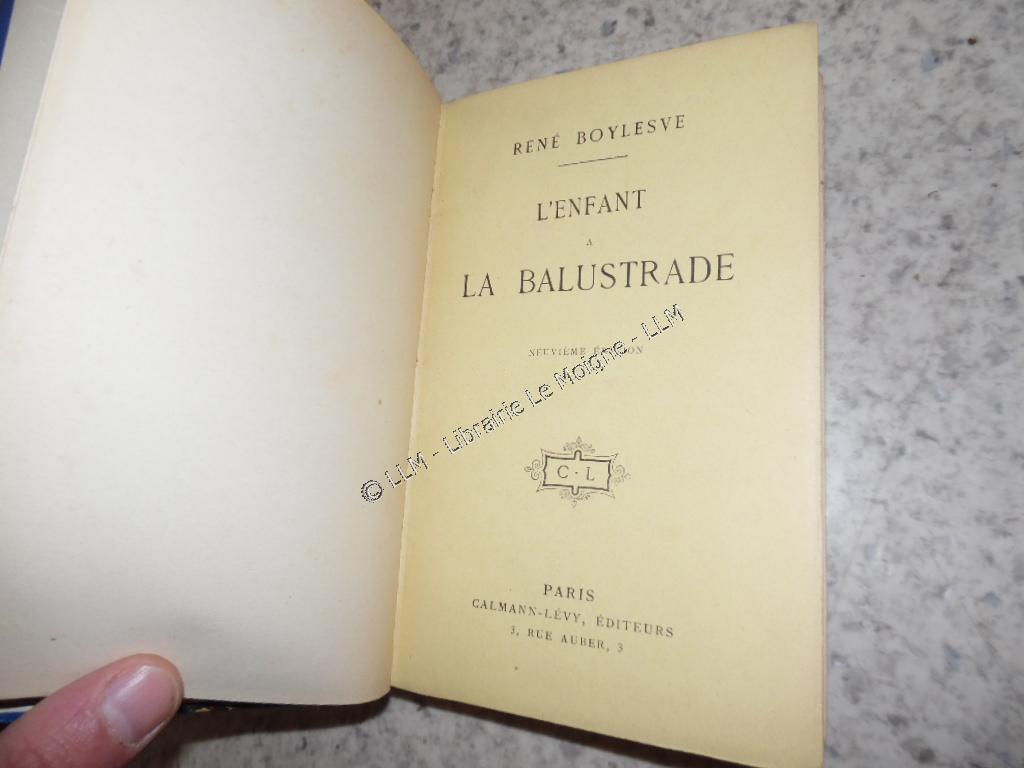 RENÉ BOYLESVE
L'ENFANT
A
LA BALUSTRADE
NEUVIÈME ÉDITION
© LLM - Librairie Le Moigne - LLM
C · L
PARIS
CALMANN-LÉVY, ÉDITEURS
3, RUE AUBER, 3